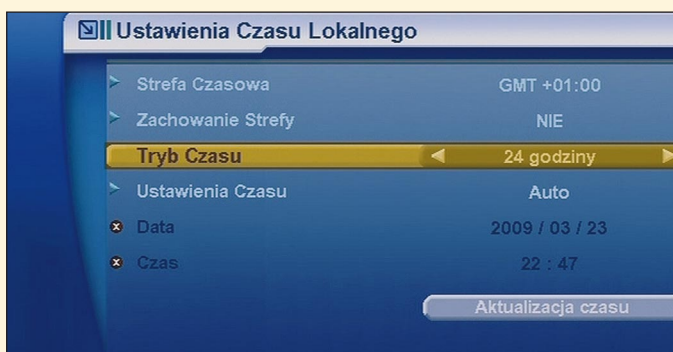 Ustawienia Czasu Lokalnego
Strefa Czasowa GMT +01:00
Zachowanie Strefy NIE
Tryb Czasu 24 godziny
Ustawienia Czasu Auto
Data 2009 / 03 / 23
Czas 22 : 47
Aktualizacja czasu